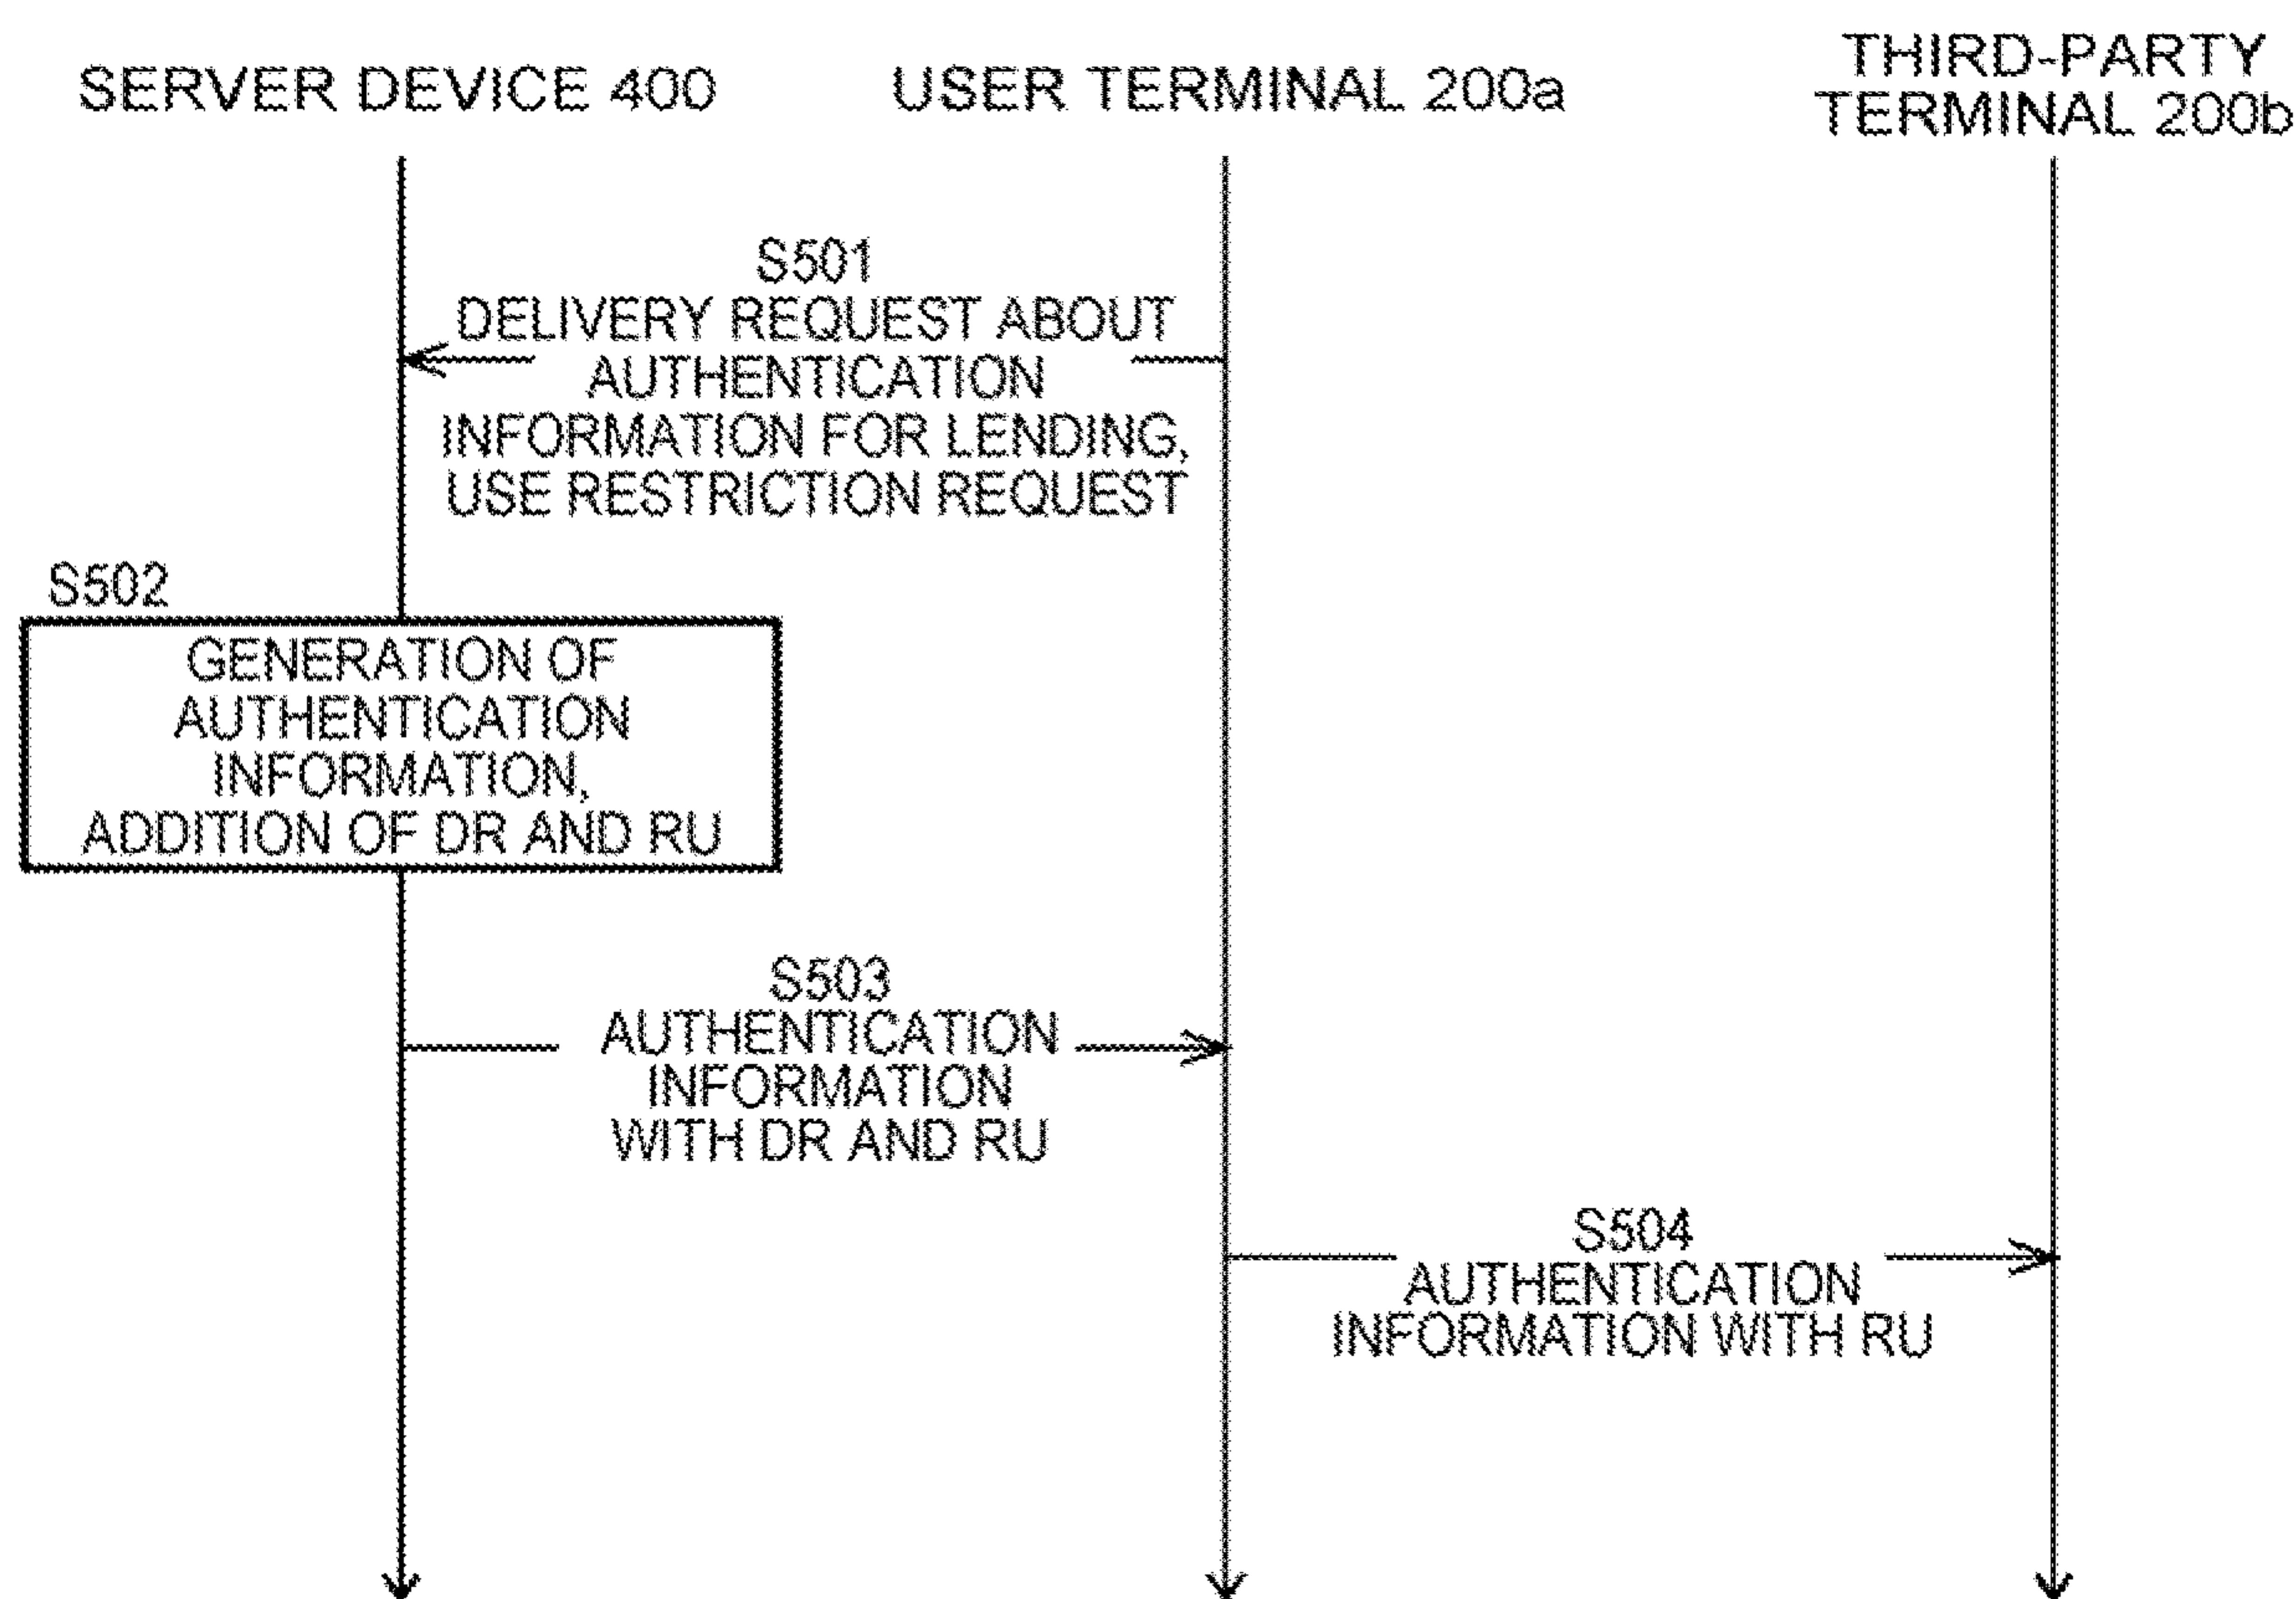 SERVER DEVICE 400
USER TERMINAL 200a
THIRD-PARTY
TERMINAL 200b
S501
DELIVERY REQUEST ABOUT
AUTHENTICATION
INFORMATION FOR LENDING,
USE RESTRICTION REQUEST
S502
GENERATION OF
AUTHENTICATION
INFORMATION,
ADDITION OF DR AND RU
S503
AUTHENTICATION
INFORMATION
WITH DR AND RU
S504
AUTHENTICATION
INFORMATION WITH RU